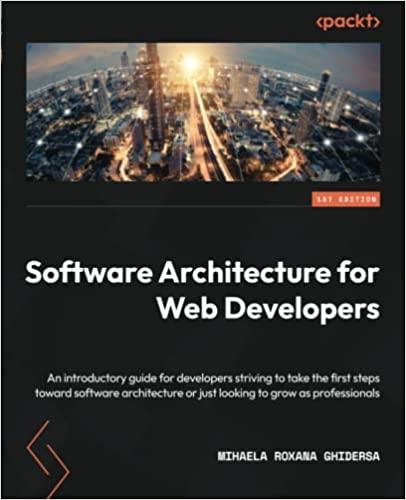 <packt>
1ST EDITION
Software Architecture for
Web Developers
An introductory guide for developers striving to take the first steps
toward software architecture or just looking to grow as professionals
MIHAELA ROXANA GHIDERSA